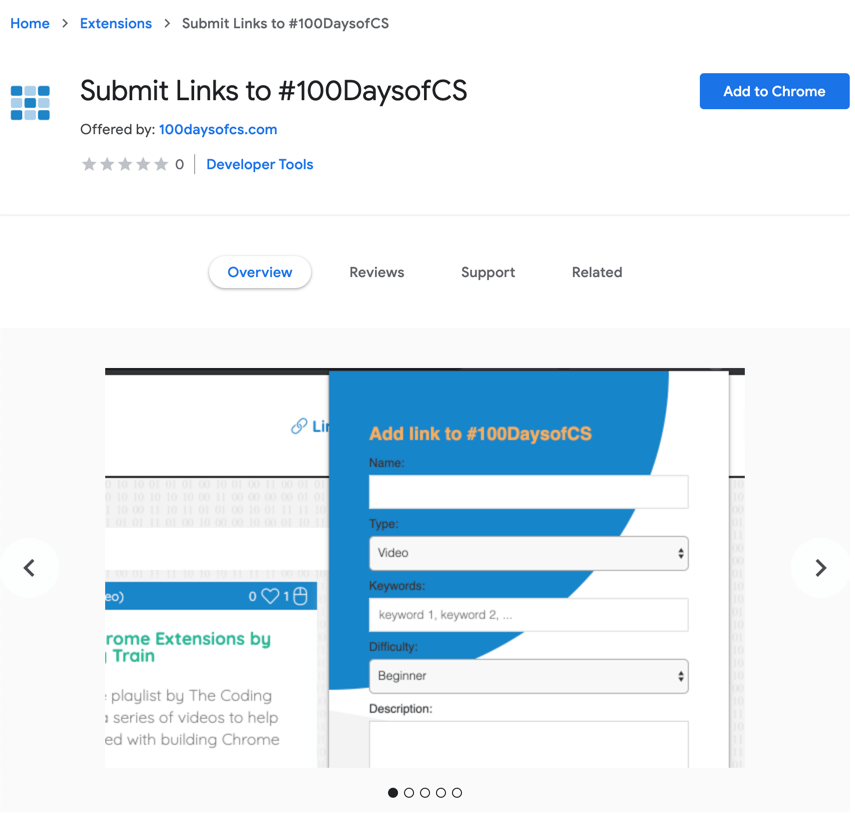 Home > Extensions > Submit Links to #100DaysofCS
Submit Links to #100DaysofCS
Add to Chrome
Offered by: 100daysofcs.com
0 Developer Tools
Overview Reviews Support Related
Add link to #100DaysofCS
Name:
Type:
Video
Keywords:
keyword 1, keyword 2, ...
Difficulty:
Beginner
Description:
0 1
rome Extensions by
Train
playlist by The Coding
series of videos to help
ed with building Chrome